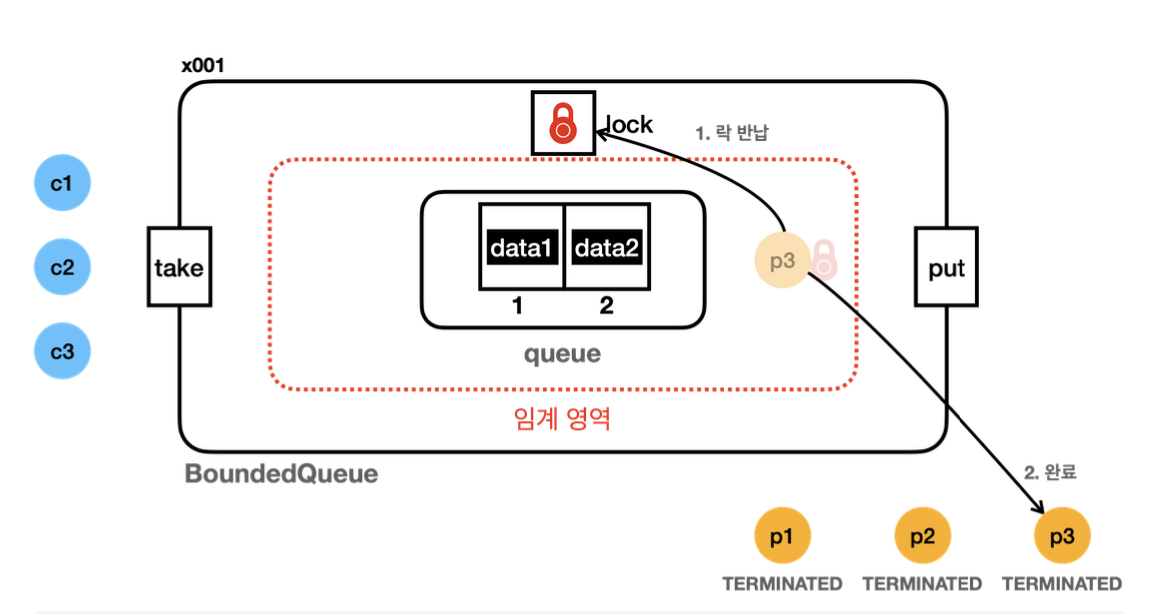 x001
lock
1. 락 반납
c1
c2
c3
take
data1
data2
1
2
queue
p3
put
임계 영역
BoundedQueue
2. 완료
p1
p2
p3
TERMINATED
TERMINATED
TERMINATED